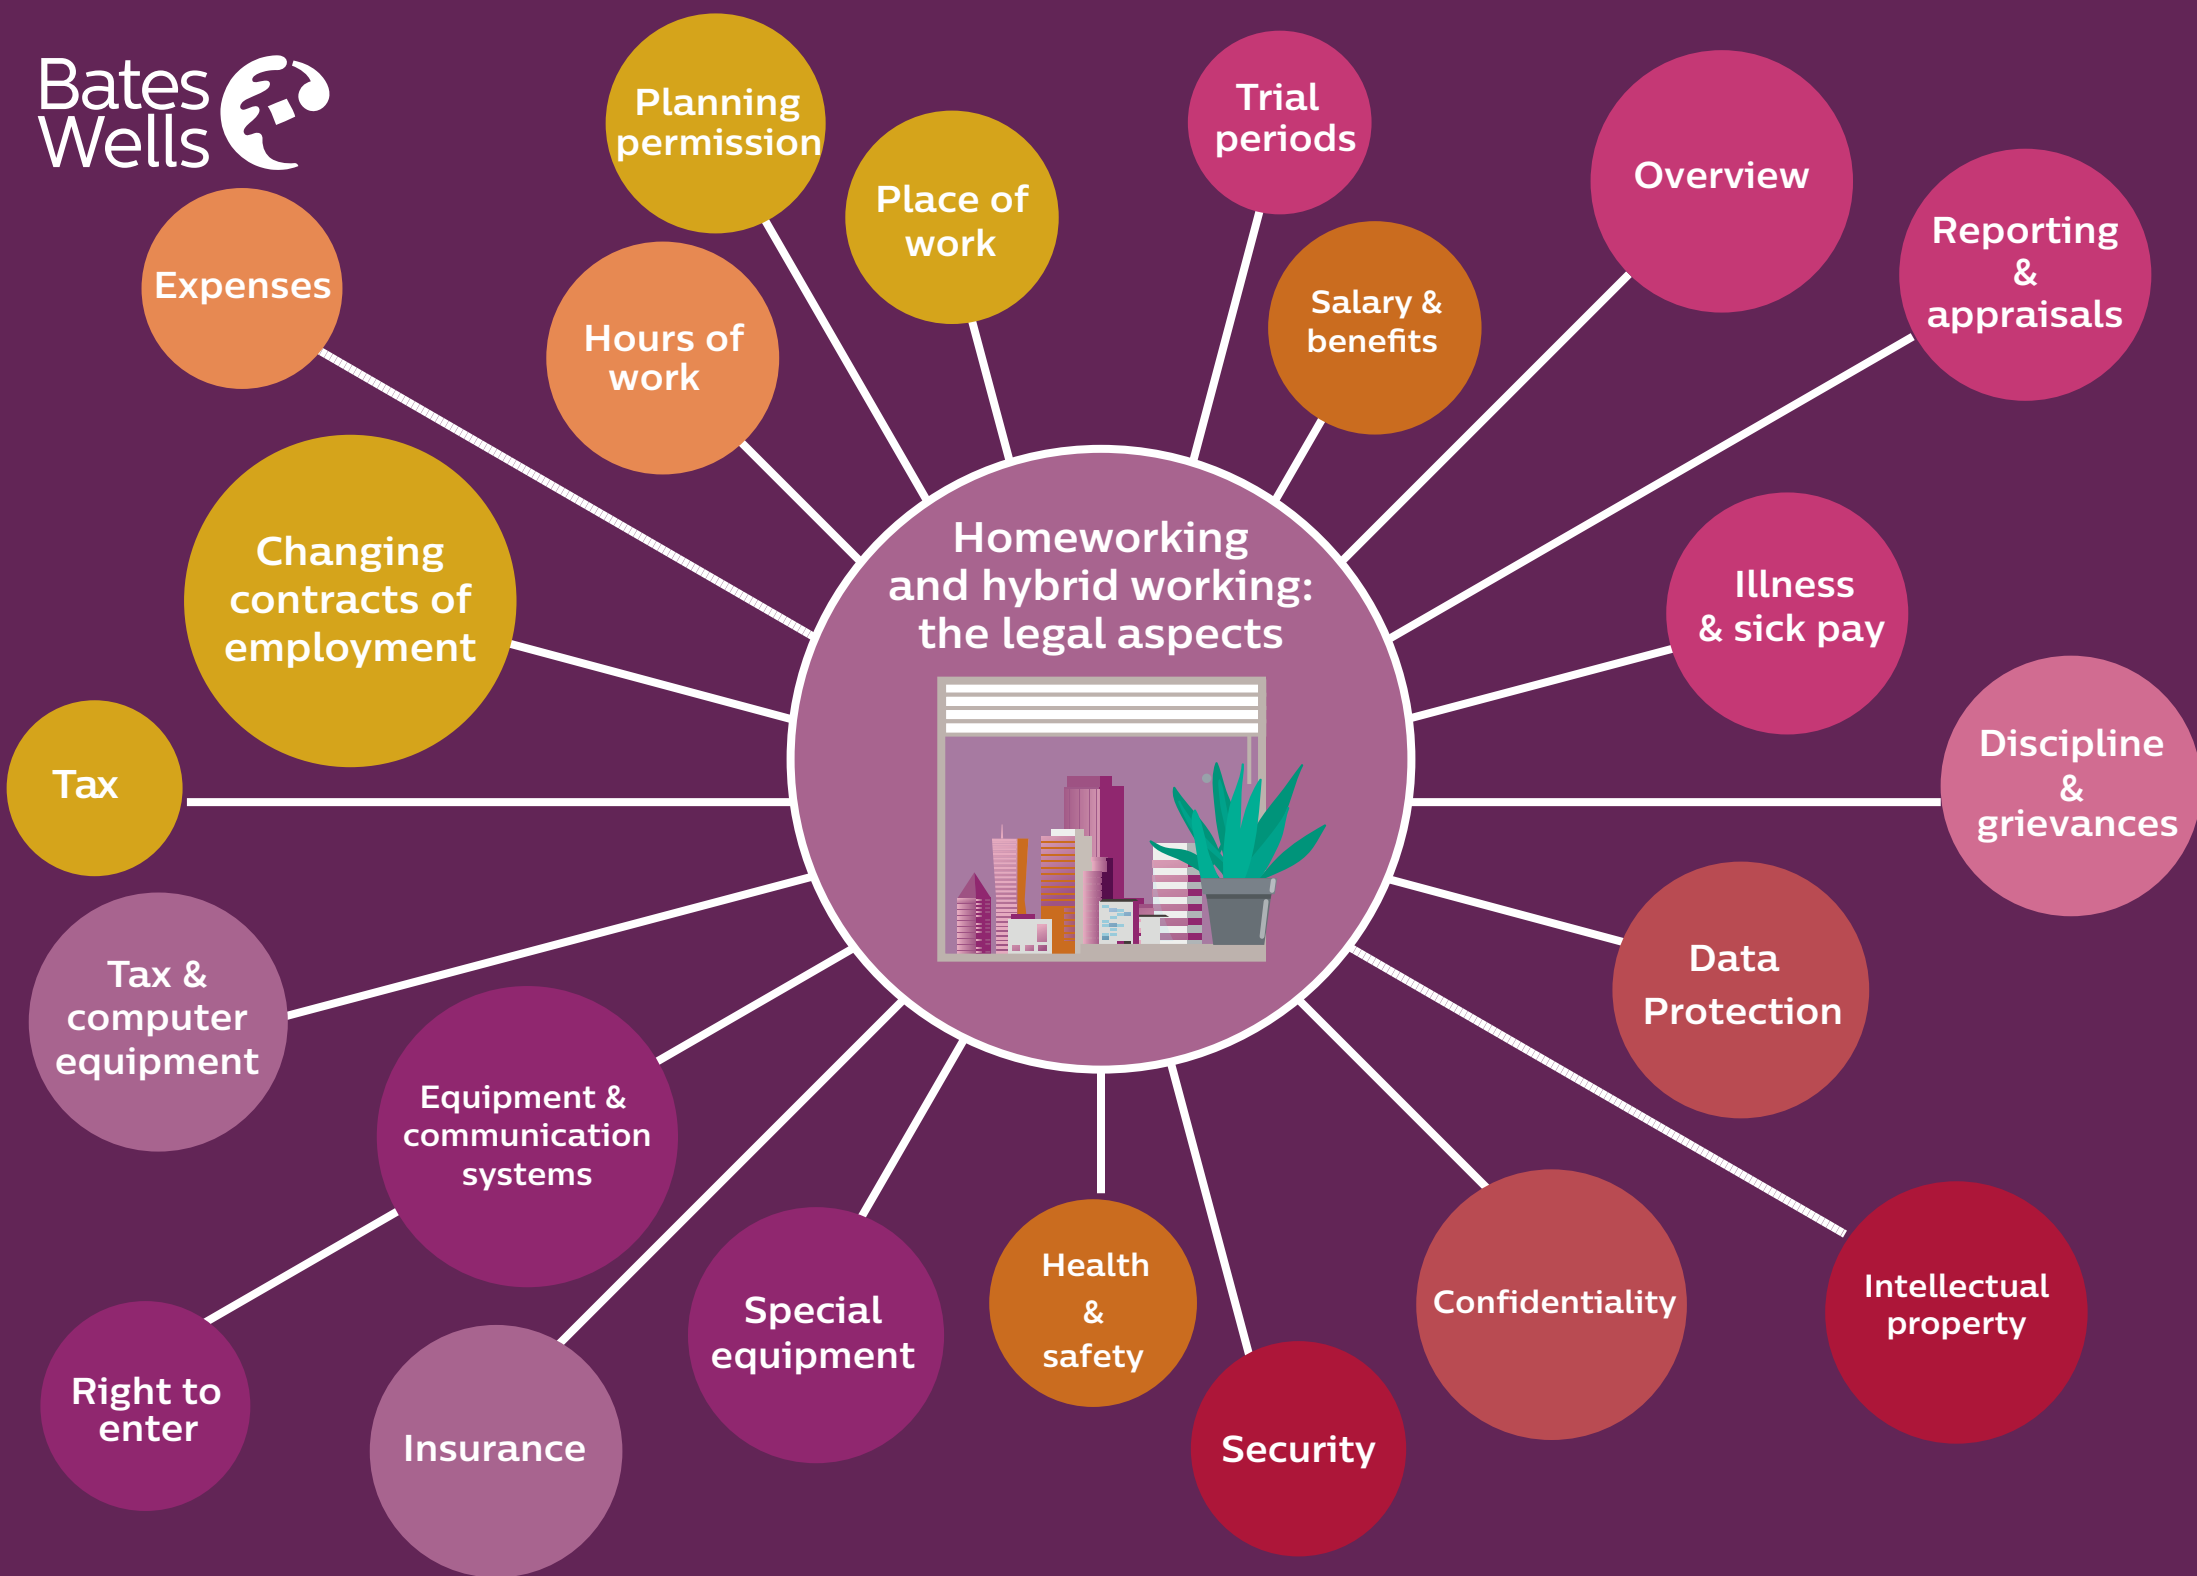 Bates
Wells
Planning
permission
Place of
work
Trial
periods
Overview
Reporting
&
appraisals
Expenses
Hours of
work
Salary &
benefits
Changing
contracts of
employment
Homeworking
and hybrid working:
the legal aspects
Illness
& sick pay
Tax
Discipline
&
grievances
Tax &
computer
equipment
Data
Protection
Equipment &
communication
systems
Right to
enter
Insurance
Special
equipment
Health
&
safety
Security
Confidentiality
Intellectual
property